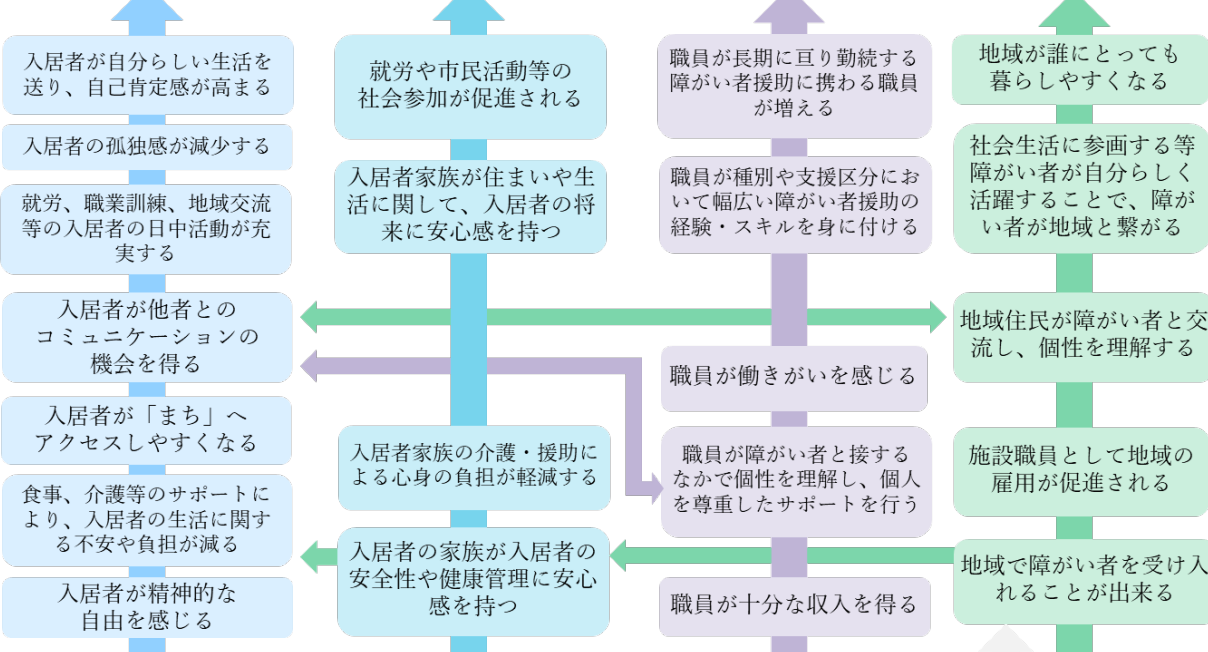 入居者が自分らしい生活を
送り、自己肯定感が高まる
入居者の孤独感が減少する
就労、職業訓練、地域交流
等の入居者の日中活動が充
実する
入居者が他者との
コミュニケーションの
機会を得る
入居者が「まち」へ
アクセスしやすくなる
食事、介護等のサポートに
より、入居者の生活に関す
る不安や負担が減る
入居者が精神的な
自由を感じる
就労や市民活動等の
社会参加が促進される
入居者家族が住まいや生
活に関して、入居者の将
来に安心感を持つ
入居者家族の介護・援助に
よる心身の負担が軽減する
入居者の家族が入居者の
安全性や健康管理に安心
感を持つ
職員が長期に亘り勤続する
障がい者援助に携わる職員
が増える
職員が種別や支援区分にお
いて幅広い障がい者援助の
経験・スキルを身に付ける
職員が働きがいを感じる
職員が障がい者と接する
なかで個性を理解し、個人
を尊重したサポートを行う
職員が十分な収入を得る
地域が誰にとっても
暮らしやすくなる
社会生活に参画する等
障がい者が自分らしく
活躍することで、障が
い者が地域と繋がる
地域住民が障がい者と交
流し、個性を理解する
施設職員として地域の
雇用が促進される
地域で障がい者を受け入
れることが出来る